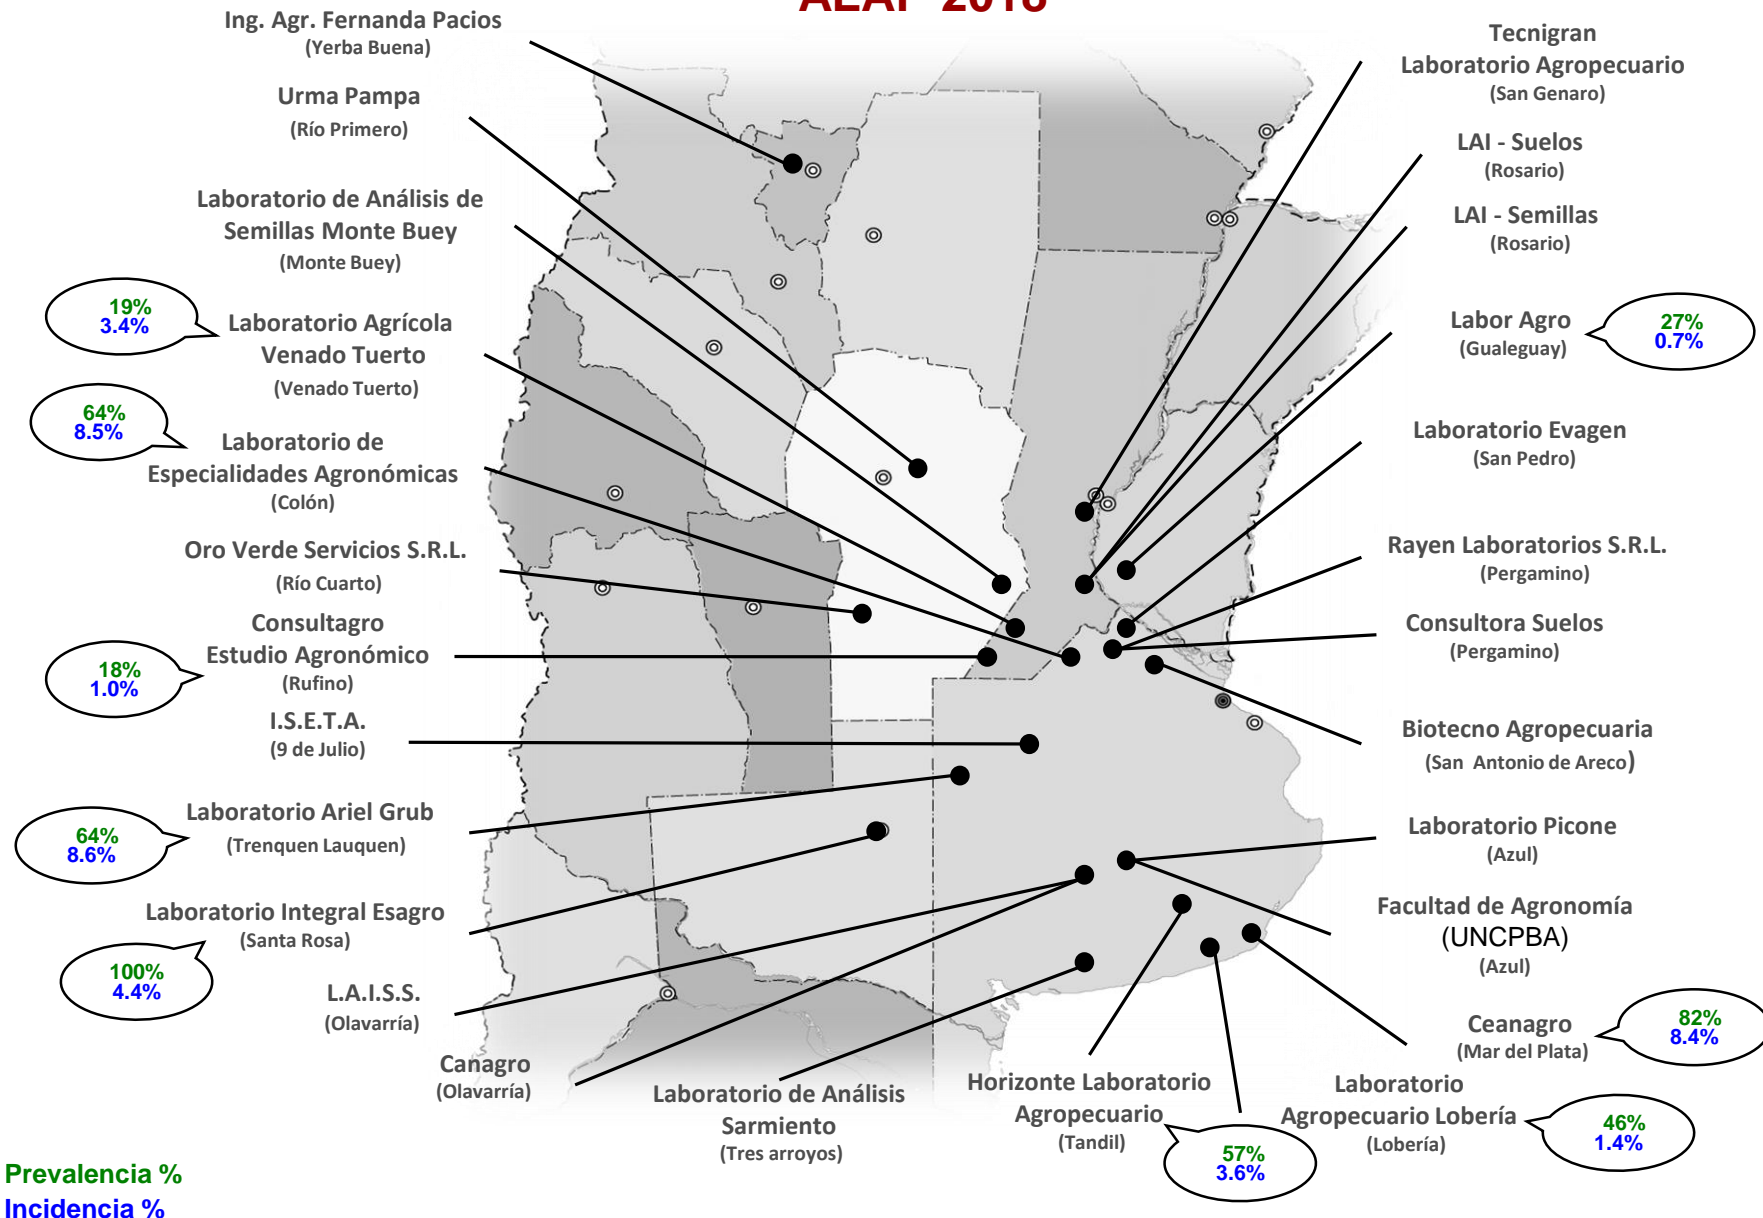 ALAP 2018
Ing. Agr. Fernanda Pacios
(Yerba Buena)
Urma Pampa
(Río Primero)
Laboratorio de Análisis de
Semillas Monte Buey
(Monte Buey)
19%
3.4%
Laboratorio Agrícola
Venado Tuerto
(Venado Tuerto)
64%
8.5%
Laboratorio de
Especialidades Agronómicas
(Colón)
Oro Verde Servicios S.R.L.
(Río Cuarto)
Consultagro
Estudio Agronómico
(Rufino)
18%
1.0%
I.S.E.T.A.
(9 de Julio)
Laboratorio Ariel Grub
(Trenquen Lauquen)
64%
8.6%
Laboratorio Integral Esagro
(Santa Rosa)
100%
4.4%
L.A.I.S.S.
(Olavarría)
Canagro
(Olavarría)
Laboratorio de Análisis
Sarmiento
(Tres arroyos)
Horizonte Laboratorio
Agropecuario
(Tandil)
57%
3.6%
Laboratorio
Agropecuario Lobería
(Lobería)
46%
1.4%
Ceanagro
(Mar del Plata)
82%
8.4%
Facultad de Agronomía
(UNCPBA)
(Azul)
Laboratorio Picone
(Azul)
Biotecno Agropecuaria
(San Antonio de Areco)
Consultora Suelos
(Pergamino)
Rayen Laboratorios S.R.L.
(Pergamino)
Laboratorio Evagen
(San Pedro)
Labor Agro
(Gualeguay)
27%
0.7%
LAI - Semillas
(Rosario)
LAI - Suelos
(Rosario)
Tecnigran
Laboratorio Agropecuario
(San Genaro)
Prevalencia %
Incidencia %